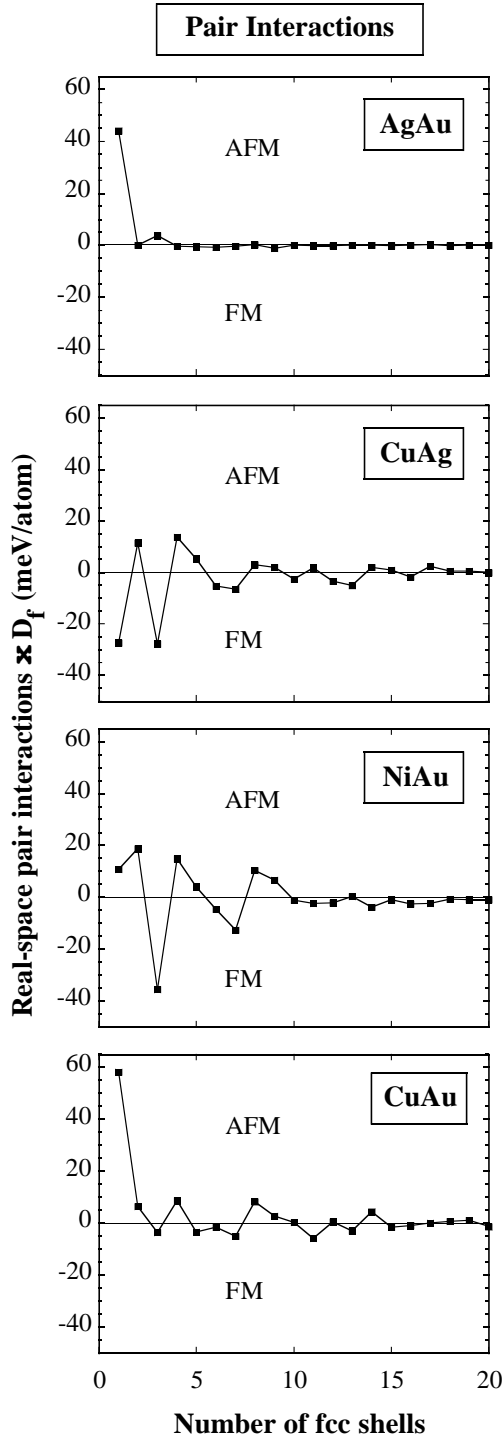 Pair Interactions
Real-space pair interactions × D_f (meV/atom)
AgAu
60
40
AFM
20
0
-20
FM
-40
CuAg
60
40
AFM
20
0
-20
FM
-40
NiAu
60
40
AFM
20
0
-20
FM
-40
CuAu
60
40
AFM
20
0
-20
FM
-40
0 5 10 15 20
Number of fcc shells